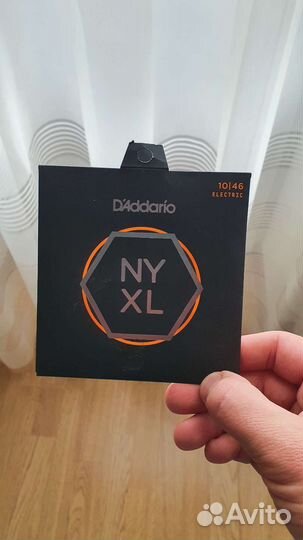 D'Addario
10|46
ELECTRIC
NY
XL
Avito